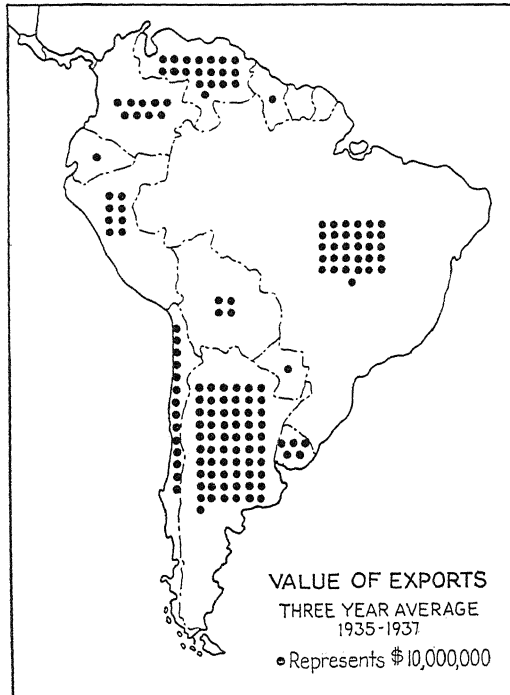 VALUE OF EXPORTS
THREE YEAR AVERAGE
1935-1937
Represents $10,000,000